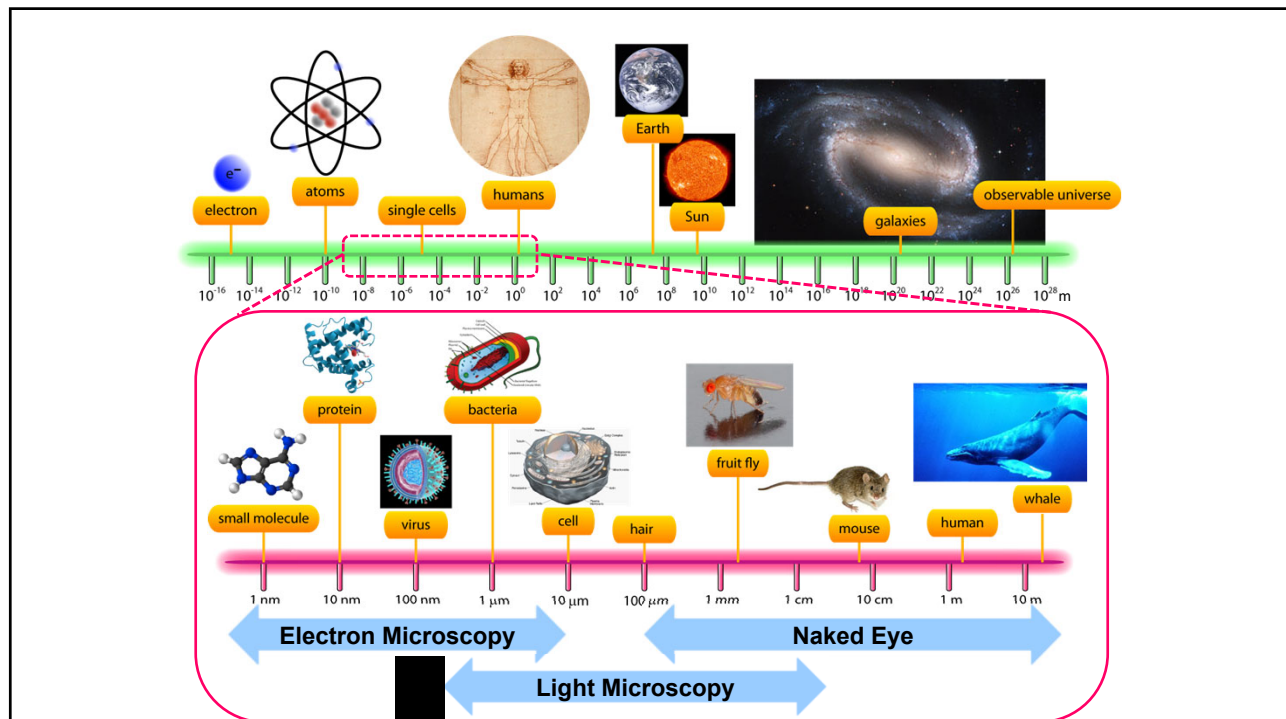 Earth
e⁻
atoms
humans
electron
single cells
Sun
galaxies
observable universe
10⁻¹⁶ 10⁻¹⁴ 10⁻¹² 10⁻¹⁰ 10⁻⁸ 10⁻⁶ 10⁻⁴ 10⁻² 10⁰ 10² 10⁴ 10⁶ 10⁸ 10¹⁰ 10¹² 10¹⁴ 10¹⁶ 10¹⁸ 10²⁰ 10²² 10²⁴ 10²⁶ 10²⁸ m
protein
bacteria
fruit fly
whale
small molecule
virus
cell
hair
mouse
human
1 nm 10 nm 100 nm 1 μm 10 μm 100 μm 1 mm 1 cm 10 cm 1 m 10 m
Electron Microscopy
Naked Eye
Light Microscopy